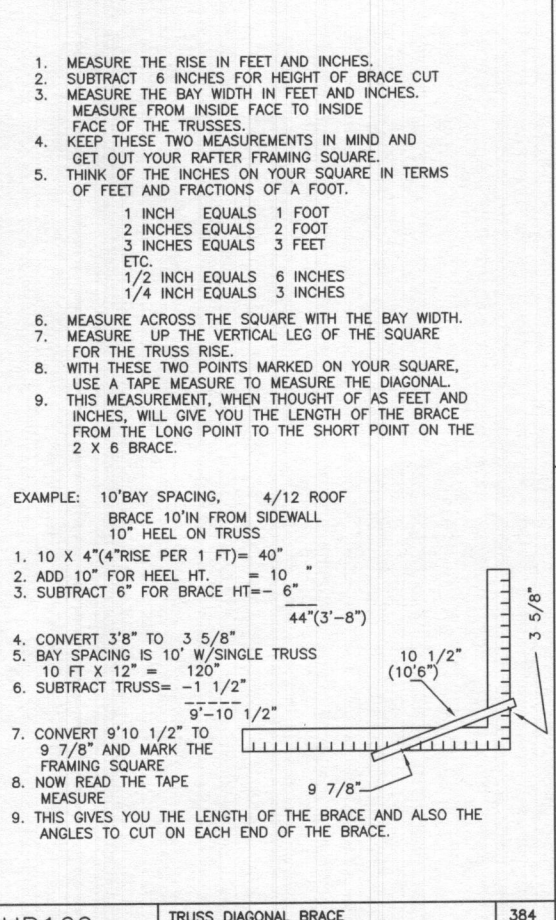 1. MEASURE THE RISE IN FEET AND INCHES.
2. SUBTRACT 6 INCHES FOR HEIGHT OF BRACE CUT
3. MEASURE THE BAY WIDTH IN FEET AND INCHES.
MEASURE FROM INSIDE FACE TO INSIDE
FACE OF THE TRUSSES.
4. KEEP THESE TWO MEASUREMENTS IN MIND AND
GET OUT YOUR RAFTER FRAMING SQUARE.
5. THINK OF THE INCHES ON YOUR SQUARE IN TERMS
OF FEET AND FRACTIONS OF A FOOT.
1 INCH EQUALS 1 FOOT
2 INCHES EQUALS 2 FOOT
3 INCHES EQUALS 3 FEET
ETC.
1/2 INCH EQUALS 6 INCHES
1/4 INCH EQUALS 3 INCHES
6. MEASURE ACROSS THE SQUARE WITH THE BAY WIDTH.
7. MEASURE UP THE VERTICAL LEG OF THE SQUARE
FOR THE TRUSS RISE.
8. WITH THESE TWO POINTS MARKED ON YOUR SQUARE,
USE A TAPE MEASURE TO MEASURE THE DIAGONAL.
9. THIS MEASUREMENT, WHEN THOUGHT OF AS FEET AND
INCHES, WILL GIVE YOU THE LENGTH OF THE BRACE
FROM THE LONG POINT TO THE SHORT POINT ON THE
2 X 6 BRACE.
EXAMPLE: 10'BAY SPACING, 4/12 ROOF
BRACE 10'IN FROM SIDEWALL
10" HEEL ON TRUSS
1. 10 X 4"(4"RISE PER 1 FT)= 40"
2. ADD 10" FOR HEEL HT. = 10 "
3. SUBTRACT 6" FOR BRACE HT=- 6"
44"(3'-8")
4. CONVERT 3'8" TO 3 5/8"
5. BAY SPACING IS 10' W/SINGLE TRUSS
10 FT X 12" = 120"
6. SUBTRACT TRUSS= -1 1/2"
9'-10 1/2"
7. CONVERT 9'10 1/2" TO
9 7/8" AND MARK THE
FRAMING SQUARE
8. NOW READ THE TAPE
MEASURE
9. THIS GIVES YOU THE LENGTH OF THE BRACE AND ALSO THE
ANGLES TO CUT ON EACH END OF THE BRACE.
10 1/2"
(10'6")
3 5/8"
9 7/8"
TRUSS DIAGONAL BRACE
384